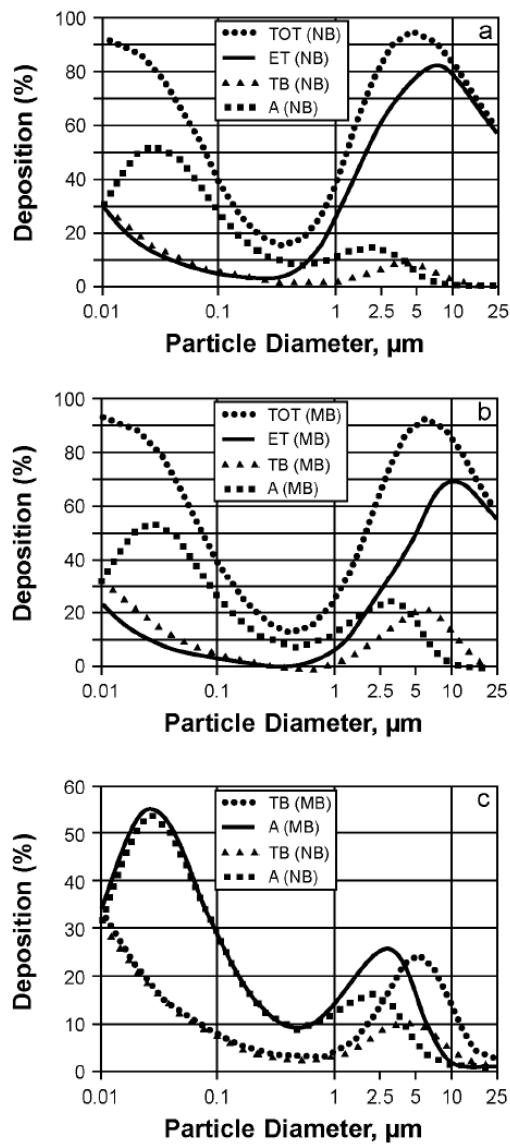 a
TOT (NB)
ET (NB)
TB (NB)
A (NB)
Deposition (%)
100
80
60
40
20
0
0.01 0.1 1 2.5 5 10 25
Particle Diameter, µm
b
TOT (MB)
ET (MB)
TB (MB)
A (MB)
Deposition (%)
100
80
60
40
20
0
0.01 0.1 1 2.5 5 10 25
Particle Diameter, µm
c
TB (MB)
A (MB)
TB (NB)
A (NB)
Deposition (%)
60
50
40
30
20
10
0
0.01 0.1 1 2.5 5 10 25
Particle Diameter, µm